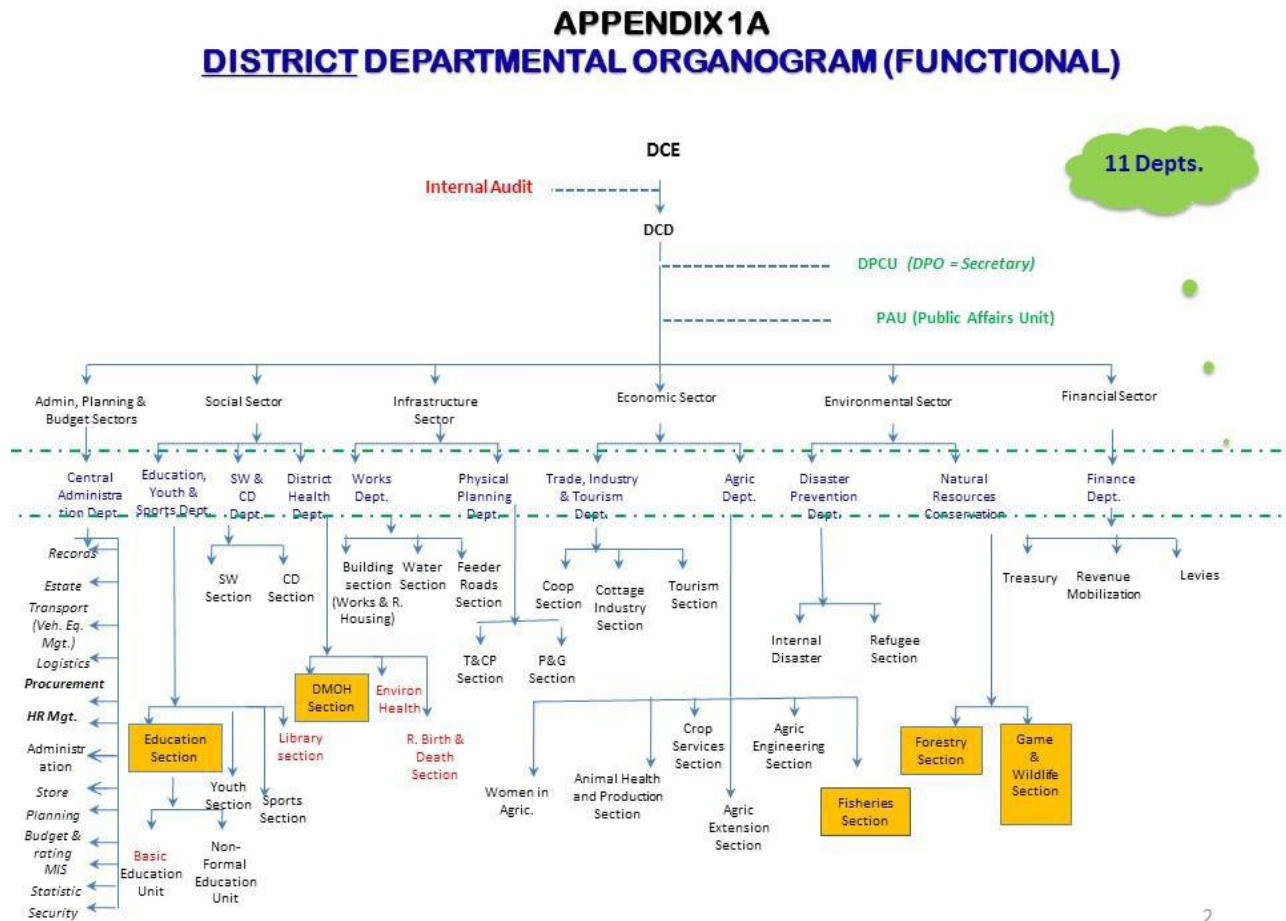 APPENDIX 1A
DISTRICT DEPARTMENTAL ORGANOGRAM (FUNCTIONAL)
DCE
11 Depts.
Internal Audit
DCD
DPCU (DPO = Secretary)
PAU (Public Affairs Unit)
Admin, Planning &
Budget Sectors
Social Sector
Infrastructure
Sector
Economic Sector
Environmental Sector
Financial Sector
Central
Administra
tion Dept.
Education,
Youth &
Sports Dept.
SW &
CD
Dept.
District
Health
Dept.
Works
Dept.
Physical
Planning
Dept.
Trade, Industry
& Tourism
Dept.
Agric
Dept.
Disaster
Prevention
Dept.
Natural
Resources
Conservation
Finance
Dept.
Records
Estate
Transport
(Veh. Eq.
Mgt.)
Logistics
Procurement
HR Mgt.
Administr
ation
Store
Planning
Budget &
rating
MIS
Statistic
Security
SW
Section
CD
Section
Building
section
(Works & R.
Housing)
Water
Section
Feeder
Roads
Section
Coop
Section
Cottage
Industry
Section
Tourism
Section
Treasury
Revenue
Mobilization
Levies
T&CP
Section
P&G
Section
Internal
Disaster
Refugee
Section
DMOH
Section
Environ
Health
R. Birth &
Death
Section
Education
Section
Library
section
Youth
Section
Sports
Section
Basic
Education
Unit
Non-
Formal
Education
Unit
Women in
Agric.
Animal Health
and Production
Section
Crop
Services
Section
Agric
Extension
Section
Agric
Engineering
Section
Fisheries
Section
Forestry
Section
Game
&
Wildlife
Section
2